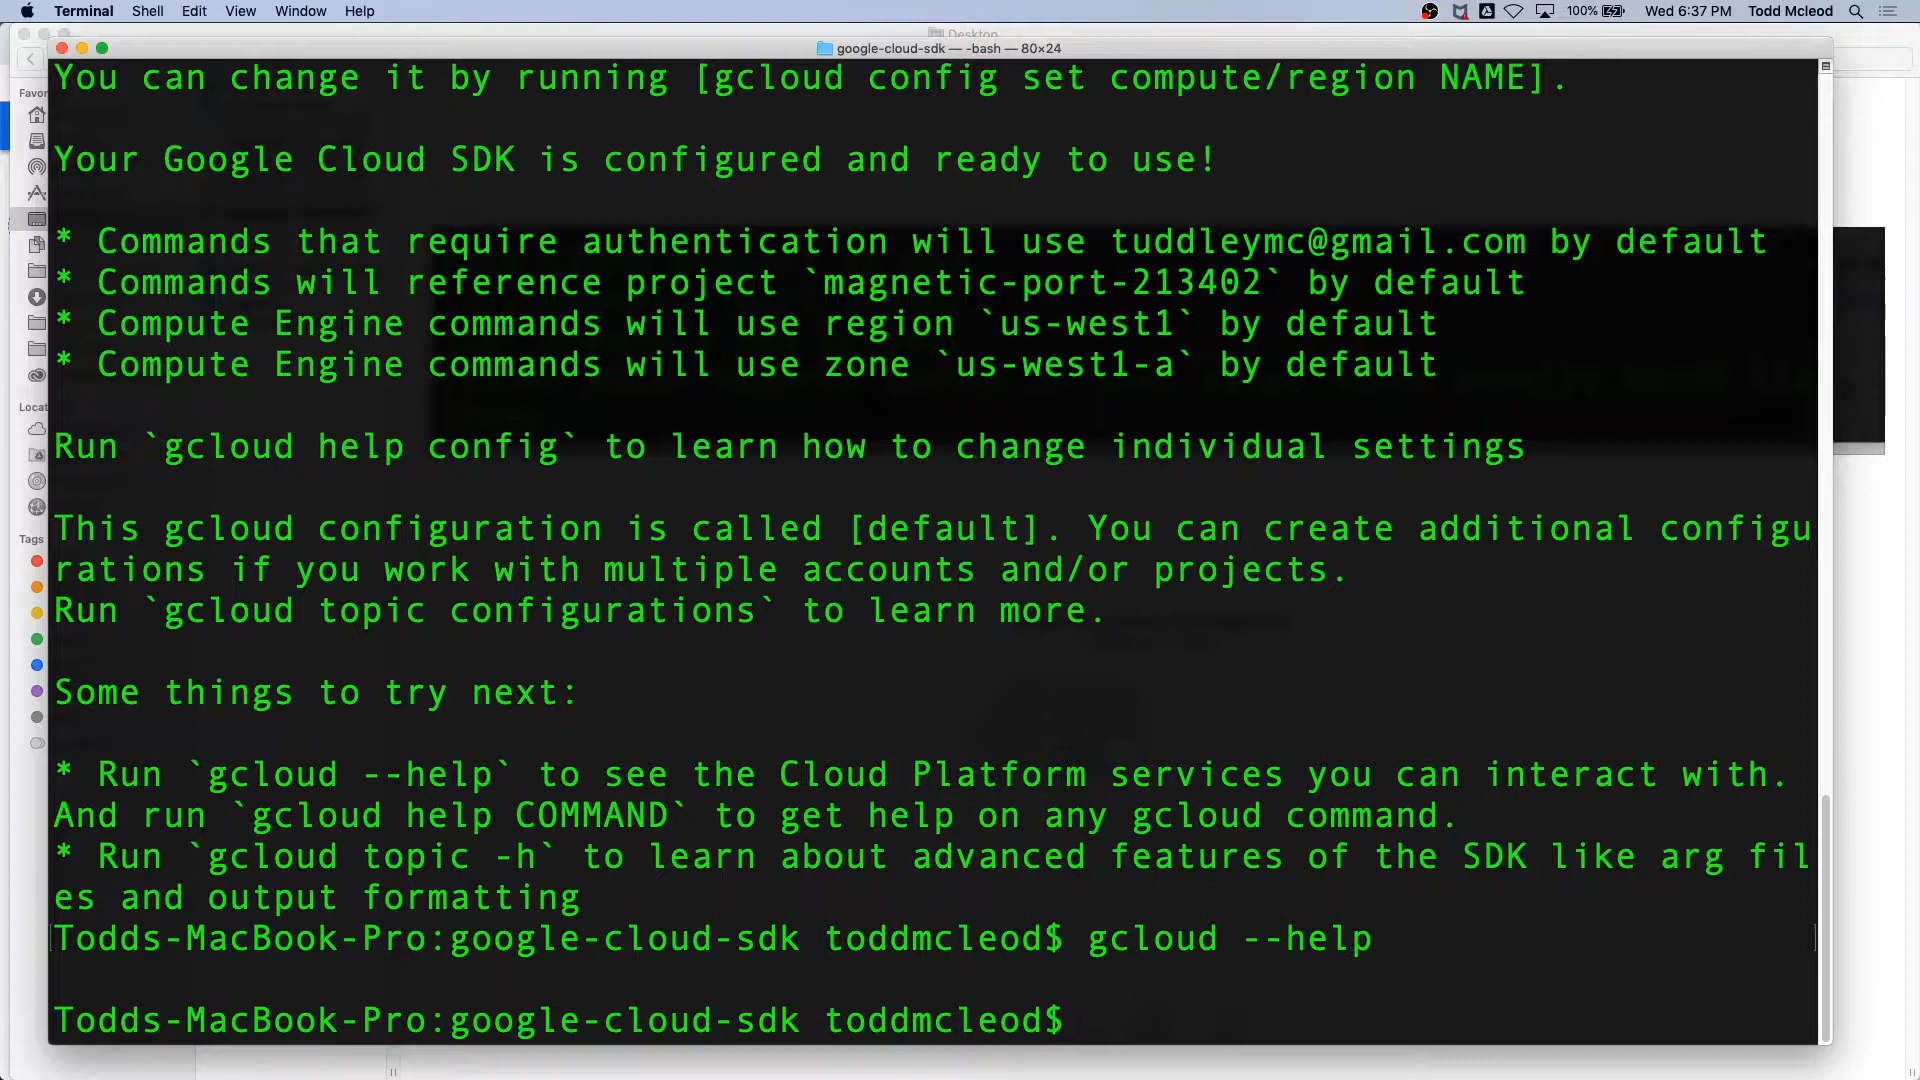 Terminal Shell Edit View Window Help 100% Wed 6:37 PM Todd Mcleod
Desktop
google-cloud-sdk — -bash — 80×24
Favor
Locat
Tags
You can change it by running [gcloud config set compute/region NAME].
Your Google Cloud SDK is configured and ready to use!
* Commands that require authentication will use tuddleymc@gmail.com by default
* Commands will reference project `magnetic-port-213402` by default
* Compute Engine commands will use region `us-west1` by default
* Compute Engine commands will use zone `us-west1-a` by default
Run `gcloud help config` to learn how to change individual settings
This gcloud configuration is called [default]. You can create additional configu
rations if you work with multiple accounts and/or projects.
Run `gcloud topic configurations` to learn more.
Some things to try next:
* Run `gcloud --help` to see the Cloud Platform services you can interact with.
And run `gcloud help COMMAND` to get help on any gcloud command.
* Run `gcloud topic -h` to learn about advanced features of the SDK like arg fil
es and output formatting
Todds-MacBook-Pro:google-cloud-sdk toddmcleod$ gcloud --help
Todds-MacBook-Pro:google-cloud-sdk toddmcleod$